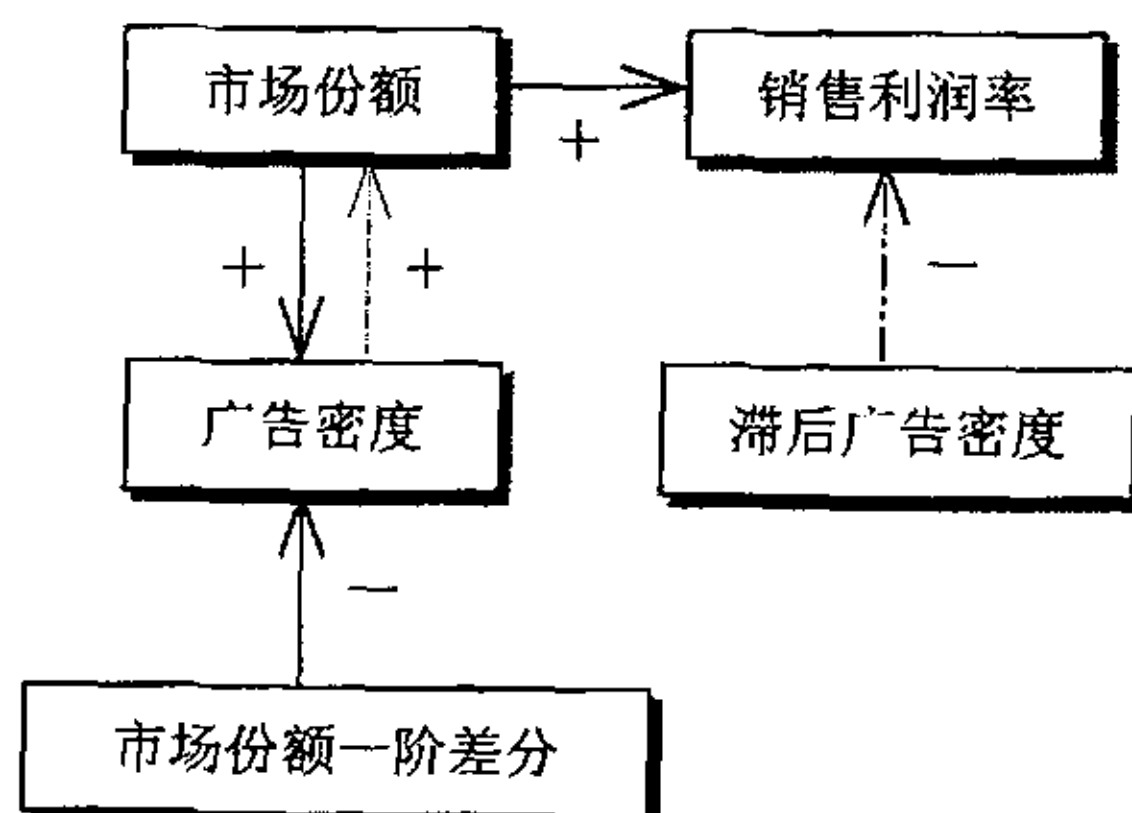 市场份额
销售利润率
+
+
+
—
广告密度
滞后广告密度
—
市场份额一阶差分